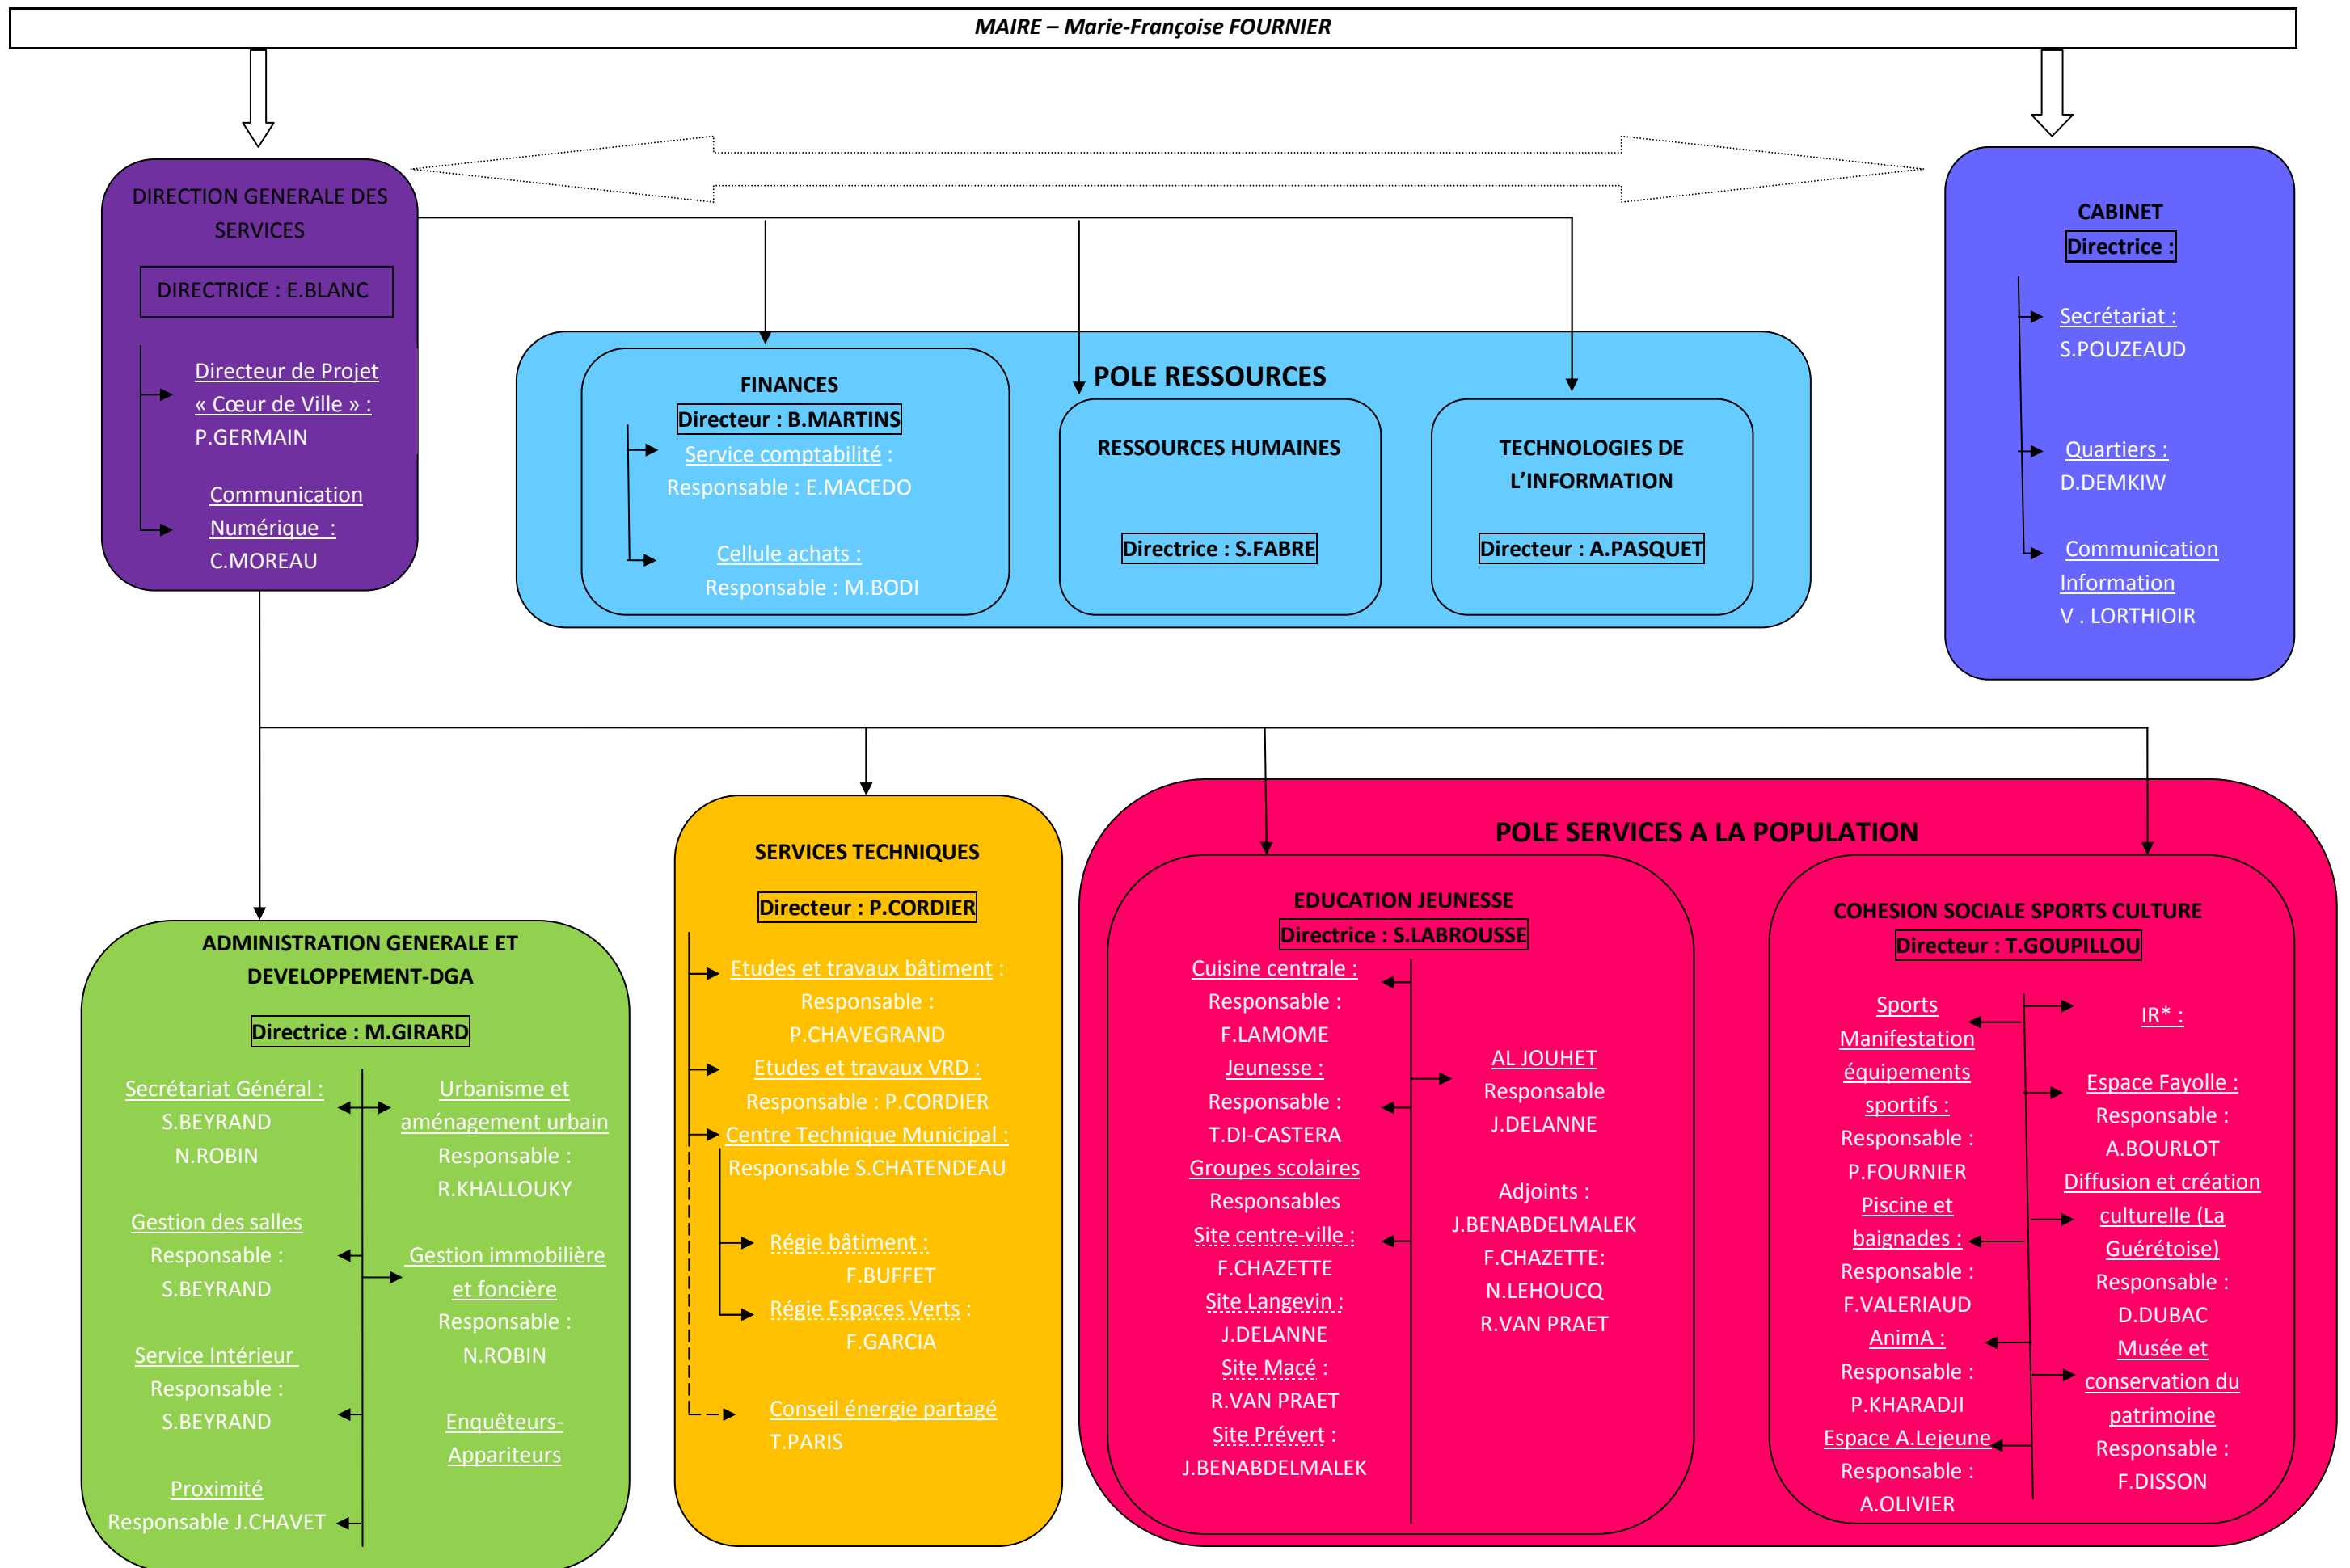 MAIRE – Marie-Françoise FOURNIER
DIRECTION GENERALE DES
SERVICES
DIRECTRICE : E.BLANC
Directeur de Projet
« Cœur de Ville » :
P.GERMAIN
Communication
Numérique :
C.MOREAU
POLE RESSOURCES
FINANCES
Directeur : B.MARTINS
Service comptabilité :
Responsable : E.MACEDO
Cellule achats :
Responsable : M.BODI
RESSOURCES HUMAINES
Directrice : S.FABRE
TECHNOLOGIES DE
L’INFORMATION
Directeur : A.PASQUET
CABINET
Directrice :
Secrétariat :
S.POUZEAUD
Quartiers :
D.DEMKIW
Communication
Information
V . LORTHIOIR
ADMINISTRATION GENERALE ET
DEVELOPPEMENT-DGA
Directrice : M.GIRARD
Secrétariat Général :
S.BEYRAND
N.ROBIN
Gestion des salles
Responsable :
S.BEYRAND
Service Intérieur
Responsable :
S.BEYRAND
Proximité
Responsable J.CHAVET
Urbanisme et
aménagement urbain
Responsable :
R.KHALLOUKY
Gestion immobilière
et foncière
Responsable :
N.ROBIN
Enquêteurs-
Appariteurs
SERVICES TECHNIQUES
Directeur : P.CORDIER
Etudes et travaux bâtiment :
Responsable :
P.CHAVEGRAND
Etudes et travaux VRD :
Responsable : P.CORDIER
Centre Technique Municipal :
Responsable S.CHATENDEAU
Régie bâtiment :
F.BUFFET
Régie Espaces Verts :
F.GARCIA
Conseil énergie partagé
T.PARIS
POLE SERVICES A LA POPULATION
EDUCATION JEUNESSE
Directrice : S.LABROUSSE
Cuisine centrale :
Responsable :
F.LAMOME
Jeunesse :
Responsable :
T.DI-CASTERA
Groupes scolaires
Responsables
Site centre-ville :
F.CHAZETTE
Site Langevin :
J.DELANNE
Site Macé :
R.VAN PRAET
Site Prévert :
J.BENABDELMALEK
AL JOUHET
Responsable
J.DELANNE
Adjoints :
J.BENABDELMALEK
F.CHAZETTE:
N.LEHOUCQ
R.VAN PRAET
COHESION SOCIALE SPORTS CULTURE
Directeur : T.GOUPILLOU
Sports
Manifestation
équipements
sportifs :
Responsable :
P.FOURNIER
Piscine et
baignades :
Responsable :
F.VALERIAUD
AnimA :
Responsable :
P.KHARADJI
Espace A.Lejeune
Responsable :
A.OLIVIER
IR* :
Espace Fayolle :
Responsable :
A.BOURLOT
Diffusion et création
culturelle (La
Guérétoise)
Responsable :
D.DUBAC
Musée et
conservation du
patrimoine
Responsable :
F.DISSON